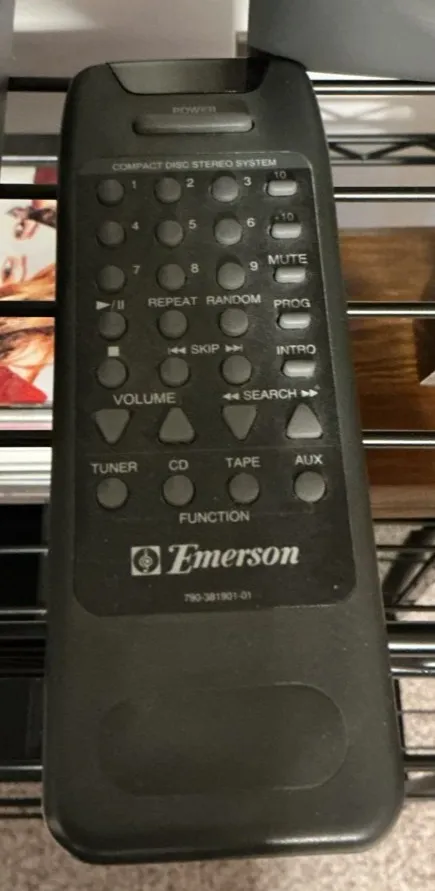 POWER
COMPACT DISC STEREO SYSTEM
1 2 3 10
4 5 6 +10
7 8 9 MUTE
►/II REPEAT RANDOM PROG
■ ◄◄ SKIP ►► INTRO
VOLUME ◄◄ SEARCH ►►
TUNER CD TAPE AUX
FUNCTION
Emerson
790-381901-01